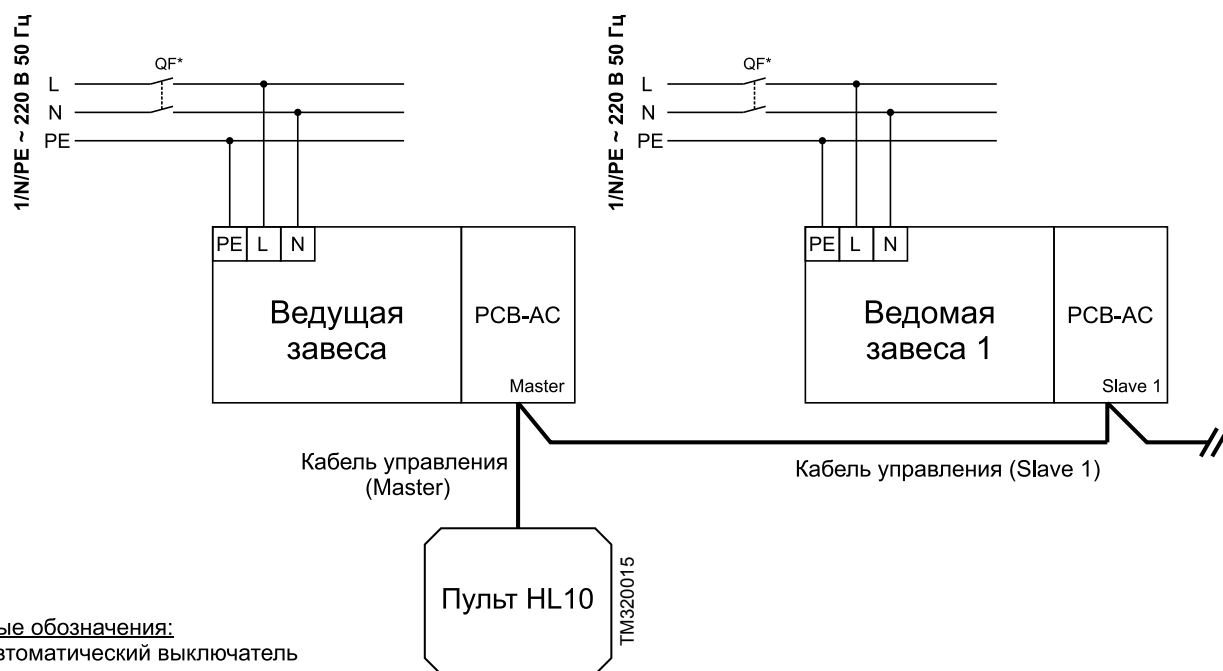 1/N/PE ~ 220 В 50 Гц
QF*
L
N
PE
PE L N
Ведущая
завеса
PCB-AC
Master
1/N/PE ~ 220 В 50 Гц
QF*
L
N
PE
PE L N
Ведомая
завеса 1
PCB-AC
Slave 1
Кабель управления
(Master)
Кабель управления (Slave 1)
Пульт HL10
TM320015
обозначения:
выключатель